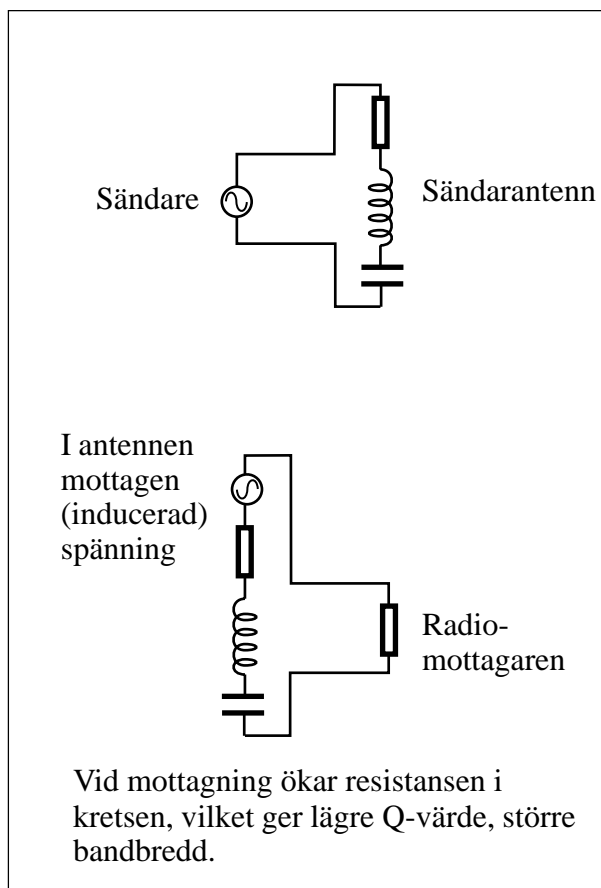 Sändare
Sändarantenn
I antennen
mottagen
(inducerad)
spänning
Radio-
mottagaren
Vid mottagning ökar resistansen i
kretsen, vilket ger lägre Q-värde, större
bandbredd.